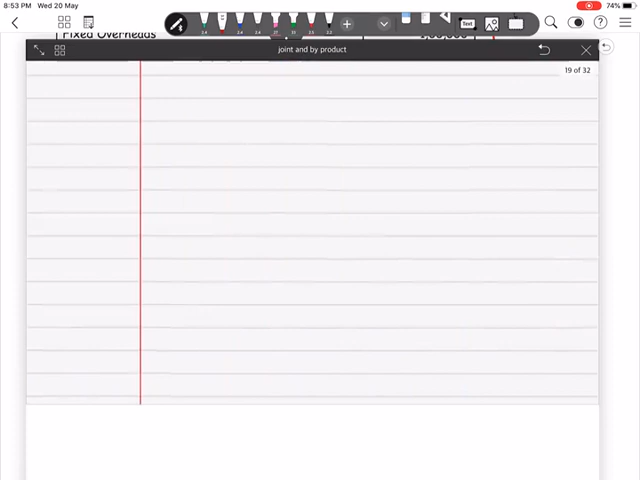 8:53 PM Wed 20 May
74%
Text
Fixed Overheads
joint and by product
19 of 32